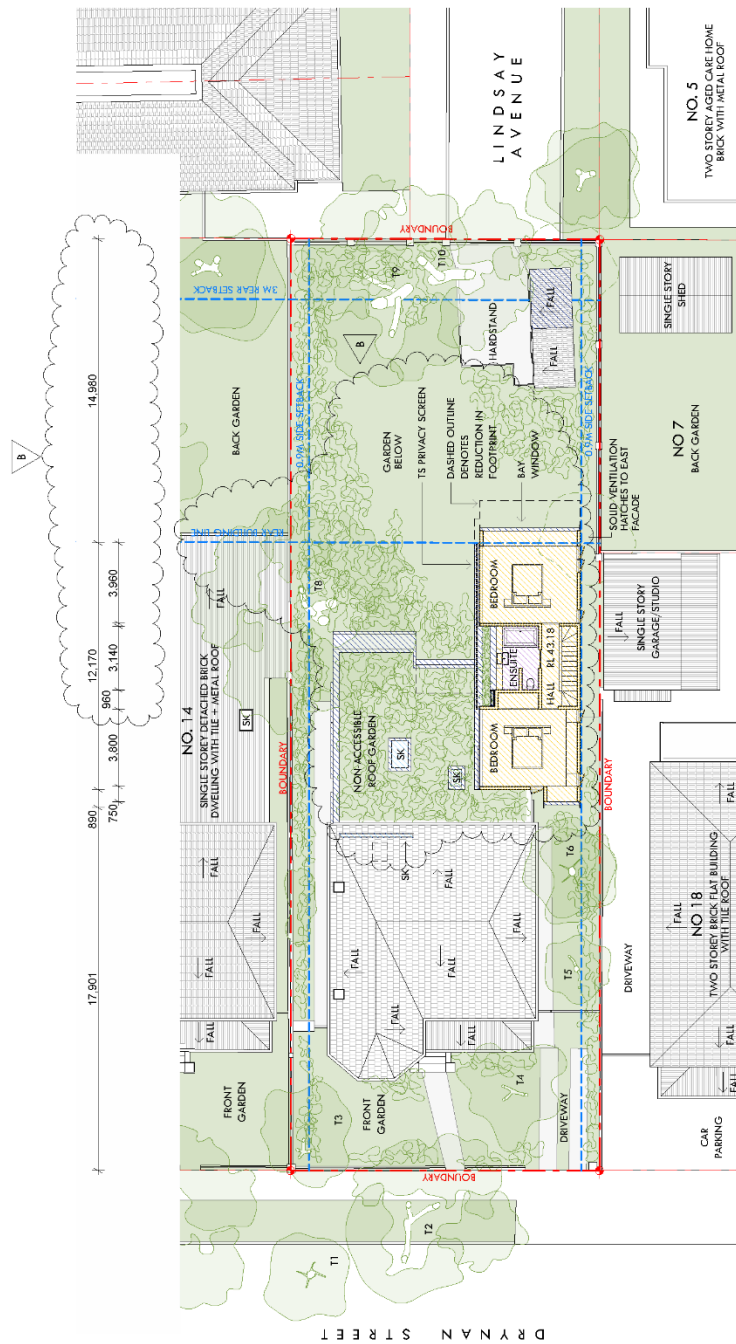 LINDSAY
AVENUE
NO. 5
TWO STOREY AGED CARE HOME
BRICK WITH METAL ROOF
BOUNDARY
3M REAR SETBACK
T9
T10
B
B
HARDSTAND
FALL
FALL
SINGLE STORY
SHED
14,980
BACK GARDEN
0.9M SIDE SETBACK
GARDEN
BELOW
TS PRIVACY SCREEN
DASHED OUTLINE
DENOTES
REDUCTION IN
FOOTPRINT
BAY
WINDOW
0.9M SIDE SETBACK
SOLID VENTILATION
HATCHES TO EAST
FACADE
NO 7
BACK GARDEN
REAR BUILDING LINE
3,960
12,170
3,140
960
3,800
890
750
FALL
T8
NO. 14
SINGLE STOREY DETACHED BRICK
DWELLING WITH TILE + METAL ROOF
SK
BOUNDARY
NON-ACCESSIBLE
ROOF GARDEN
SK
SK
BEDROOM
ENSUITE
RL 43.18
HALL
BEDROOM
FALL
SINGLE STORY
GARAGE/STUDIO
BOUNDARY
17,901
FALL
FALL
FALL
FALL
SK
FALL
FALL
FALL
FALL
FALL
FALL
T6
T5
DRIVEWAY
FALL
FALL
NO 18
TWO STOREY BRICK FLAT BUILDING
WITH TILE ROOF
FALL
FALL
FRONT
GARDEN
T3
FRONT
GARDEN
T4
DRIVEWAY
CAR
PARKING
BOUNDARY
T2
T1
DRYNAN STREET